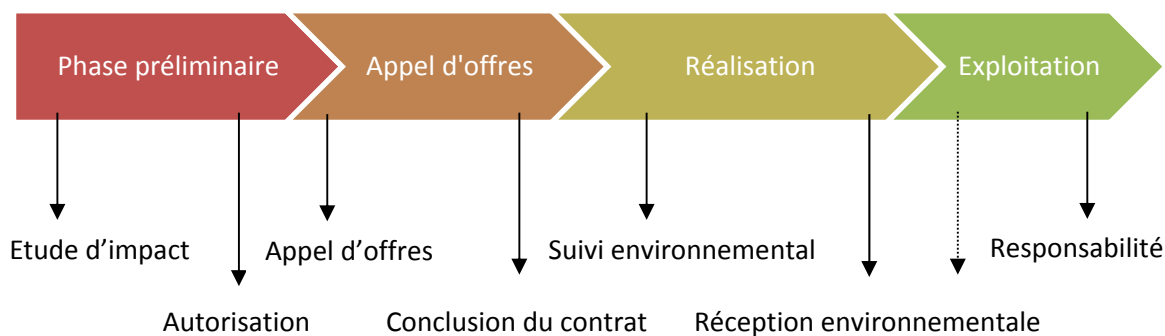 Phase préliminaire
Appel d'offres
Réalisation
Exploitation
Etude d’impact
Appel d’offres
Suivi environnemental
Responsabilité
Autorisation
Conclusion du contrat
Réception environnementale